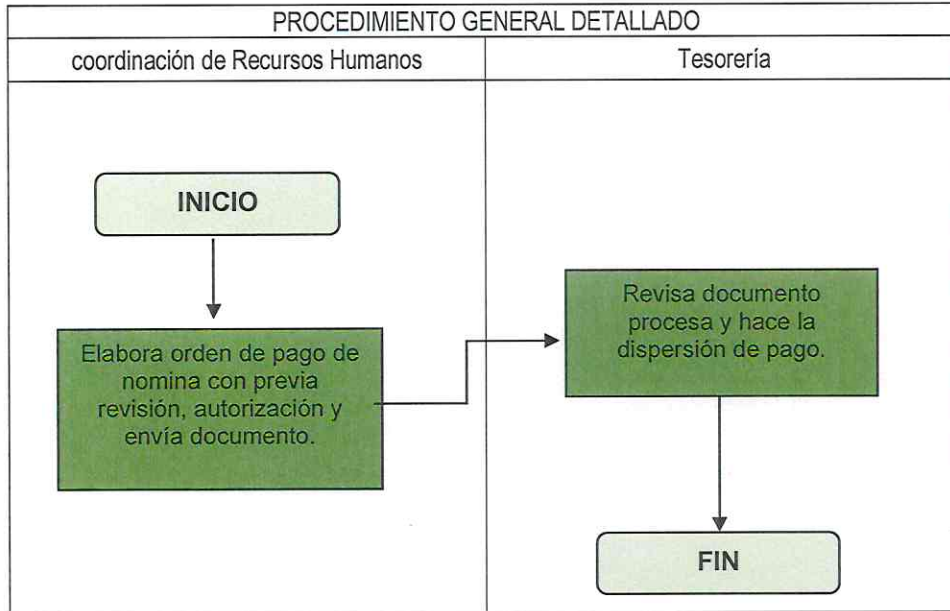 PROCEDIMIENTO GENERAL DETALLADO
coordinación de Recursos Humanos
Tesorería
INICIO
Elabora orden de pago de
nomina con previa
revisión, autorización y
envía documento.
Revisa documento
procesa y hace la
dispersión de pago.
FIN